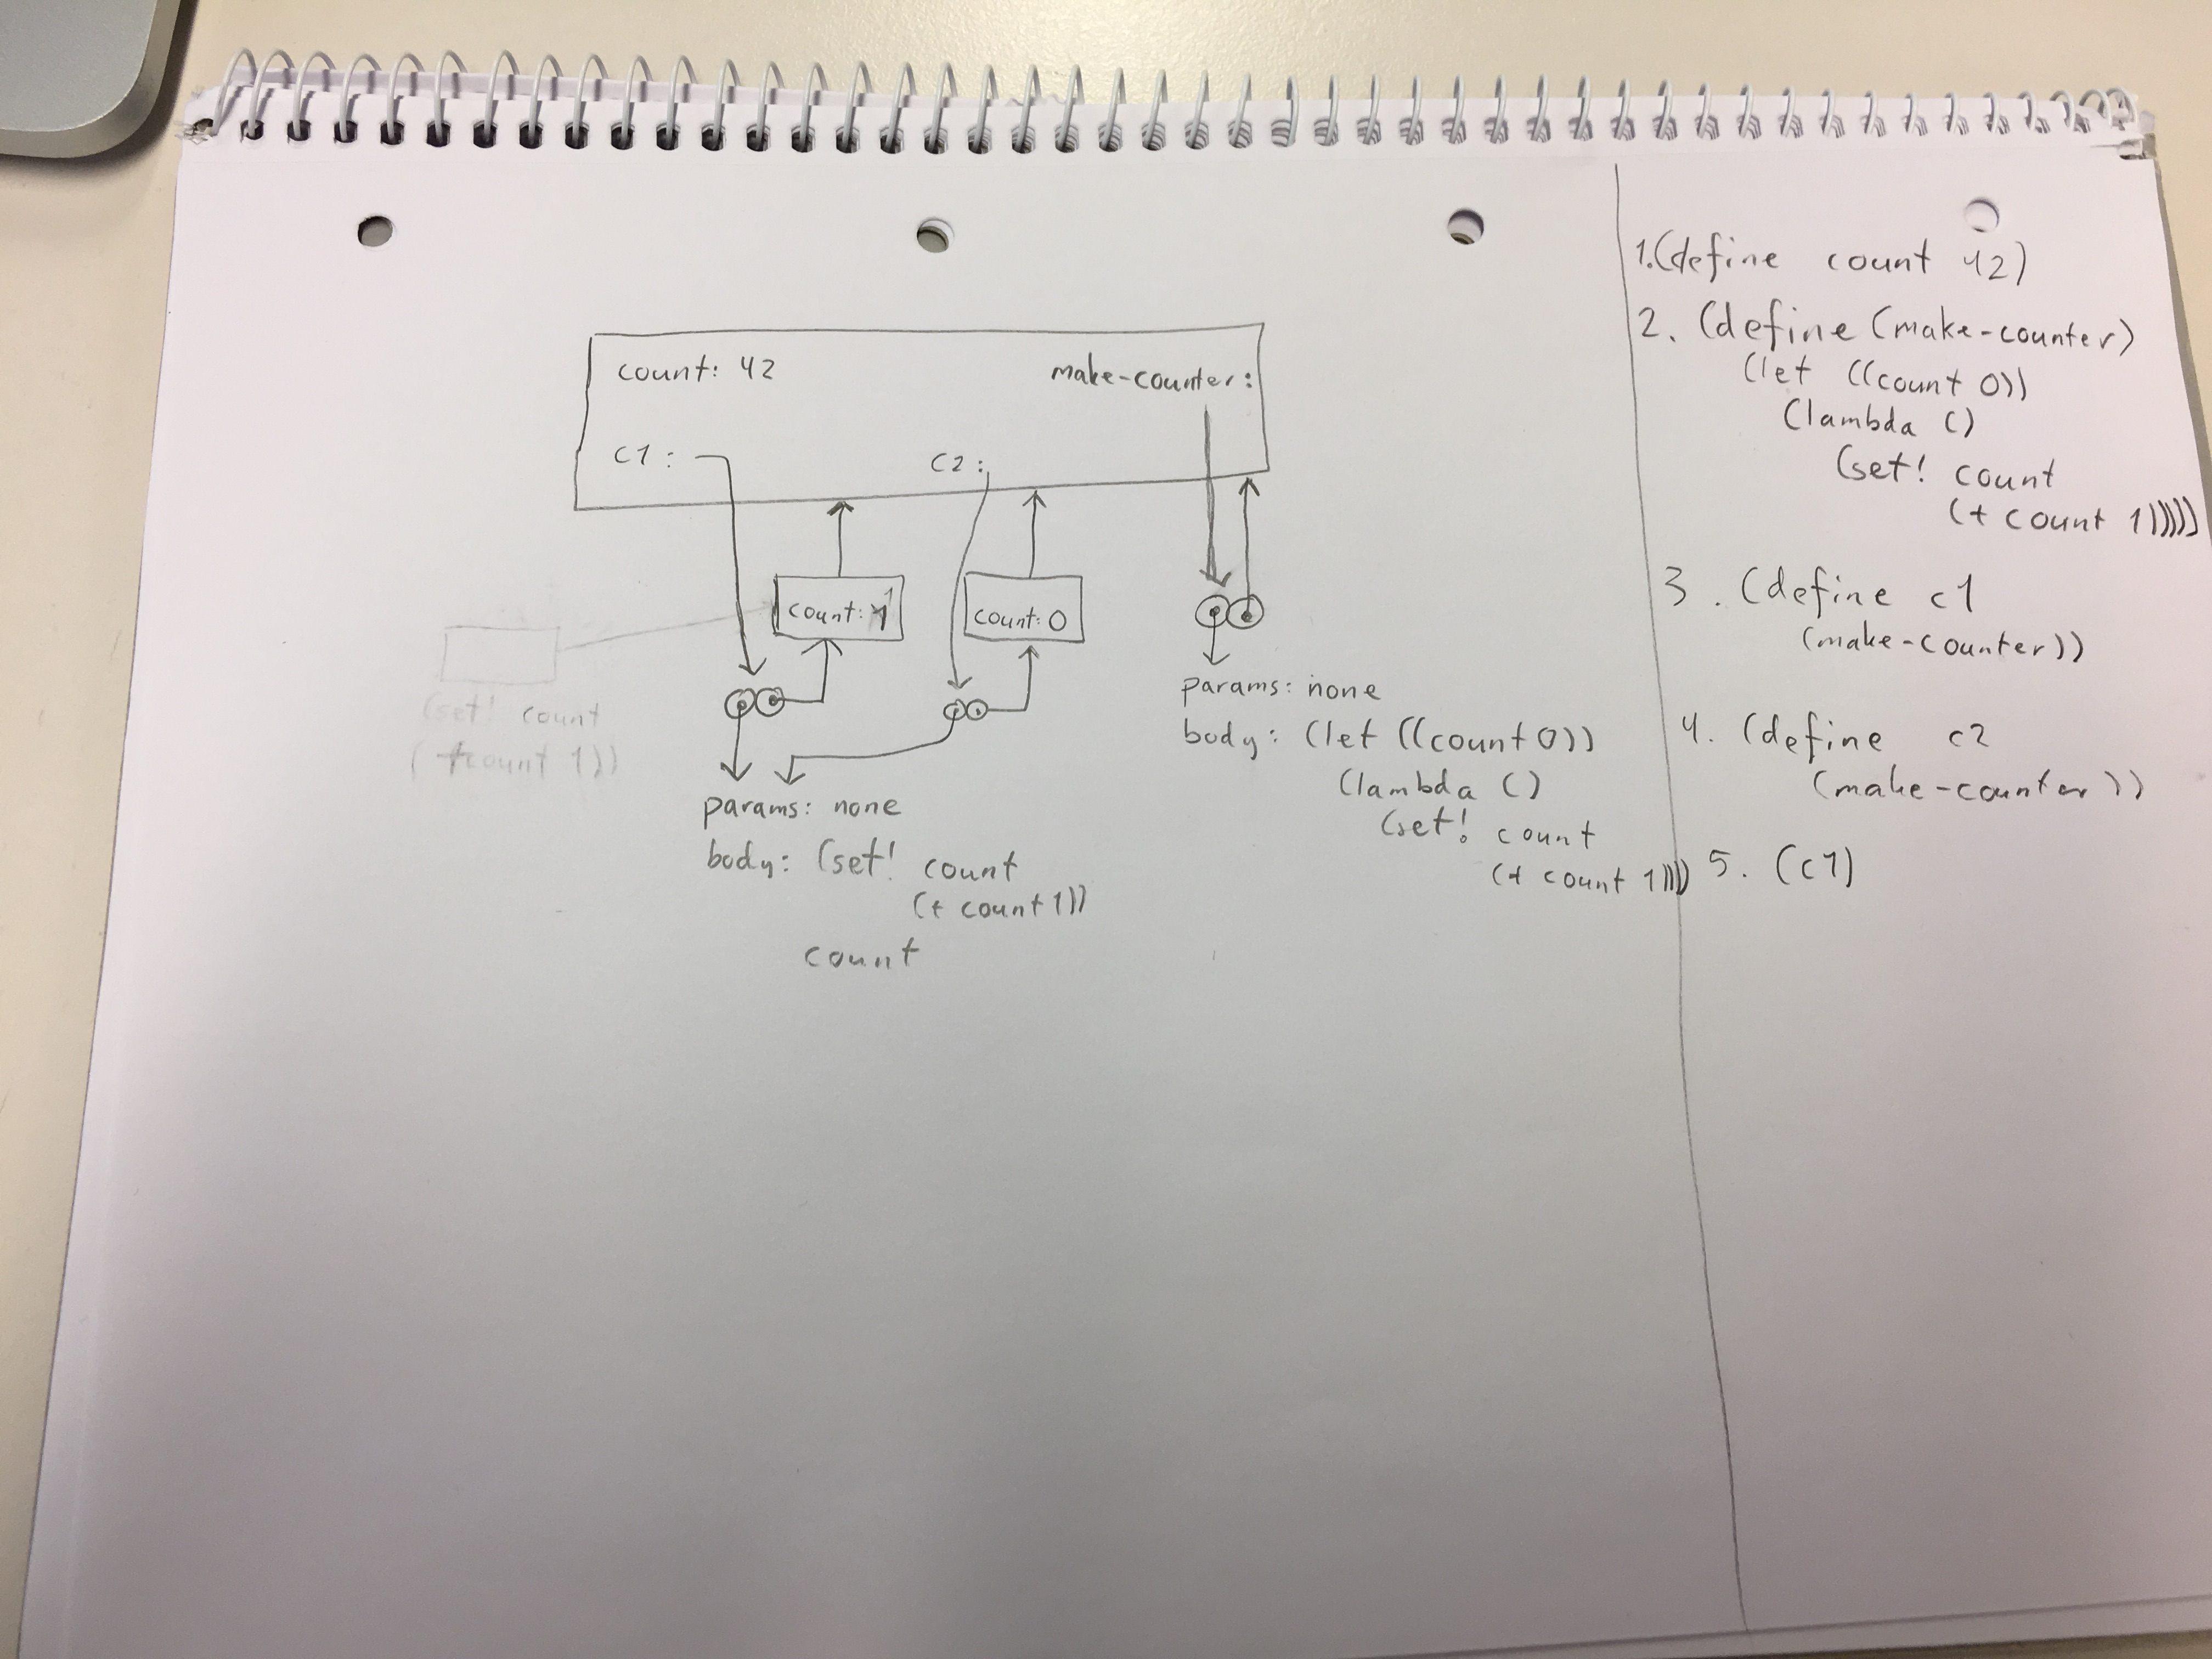 count: 42
make-counter:
c1 :
c2 :
count: 1
count: 0
(set! count
(+count 1))
params: none
body: (set! count
(+ count 1))
count
params: none
body: (let ((count 0))
(lambda ()
(set! count
(+ count 1))))
1.(define count 42)
2. (define (make-counter)
(let ((count 0))
(lambda ()
(set! count
(+ count 1)))))
3. (define c1
(make-counter))
4. (define c2
(make-counter))
5. (c1)